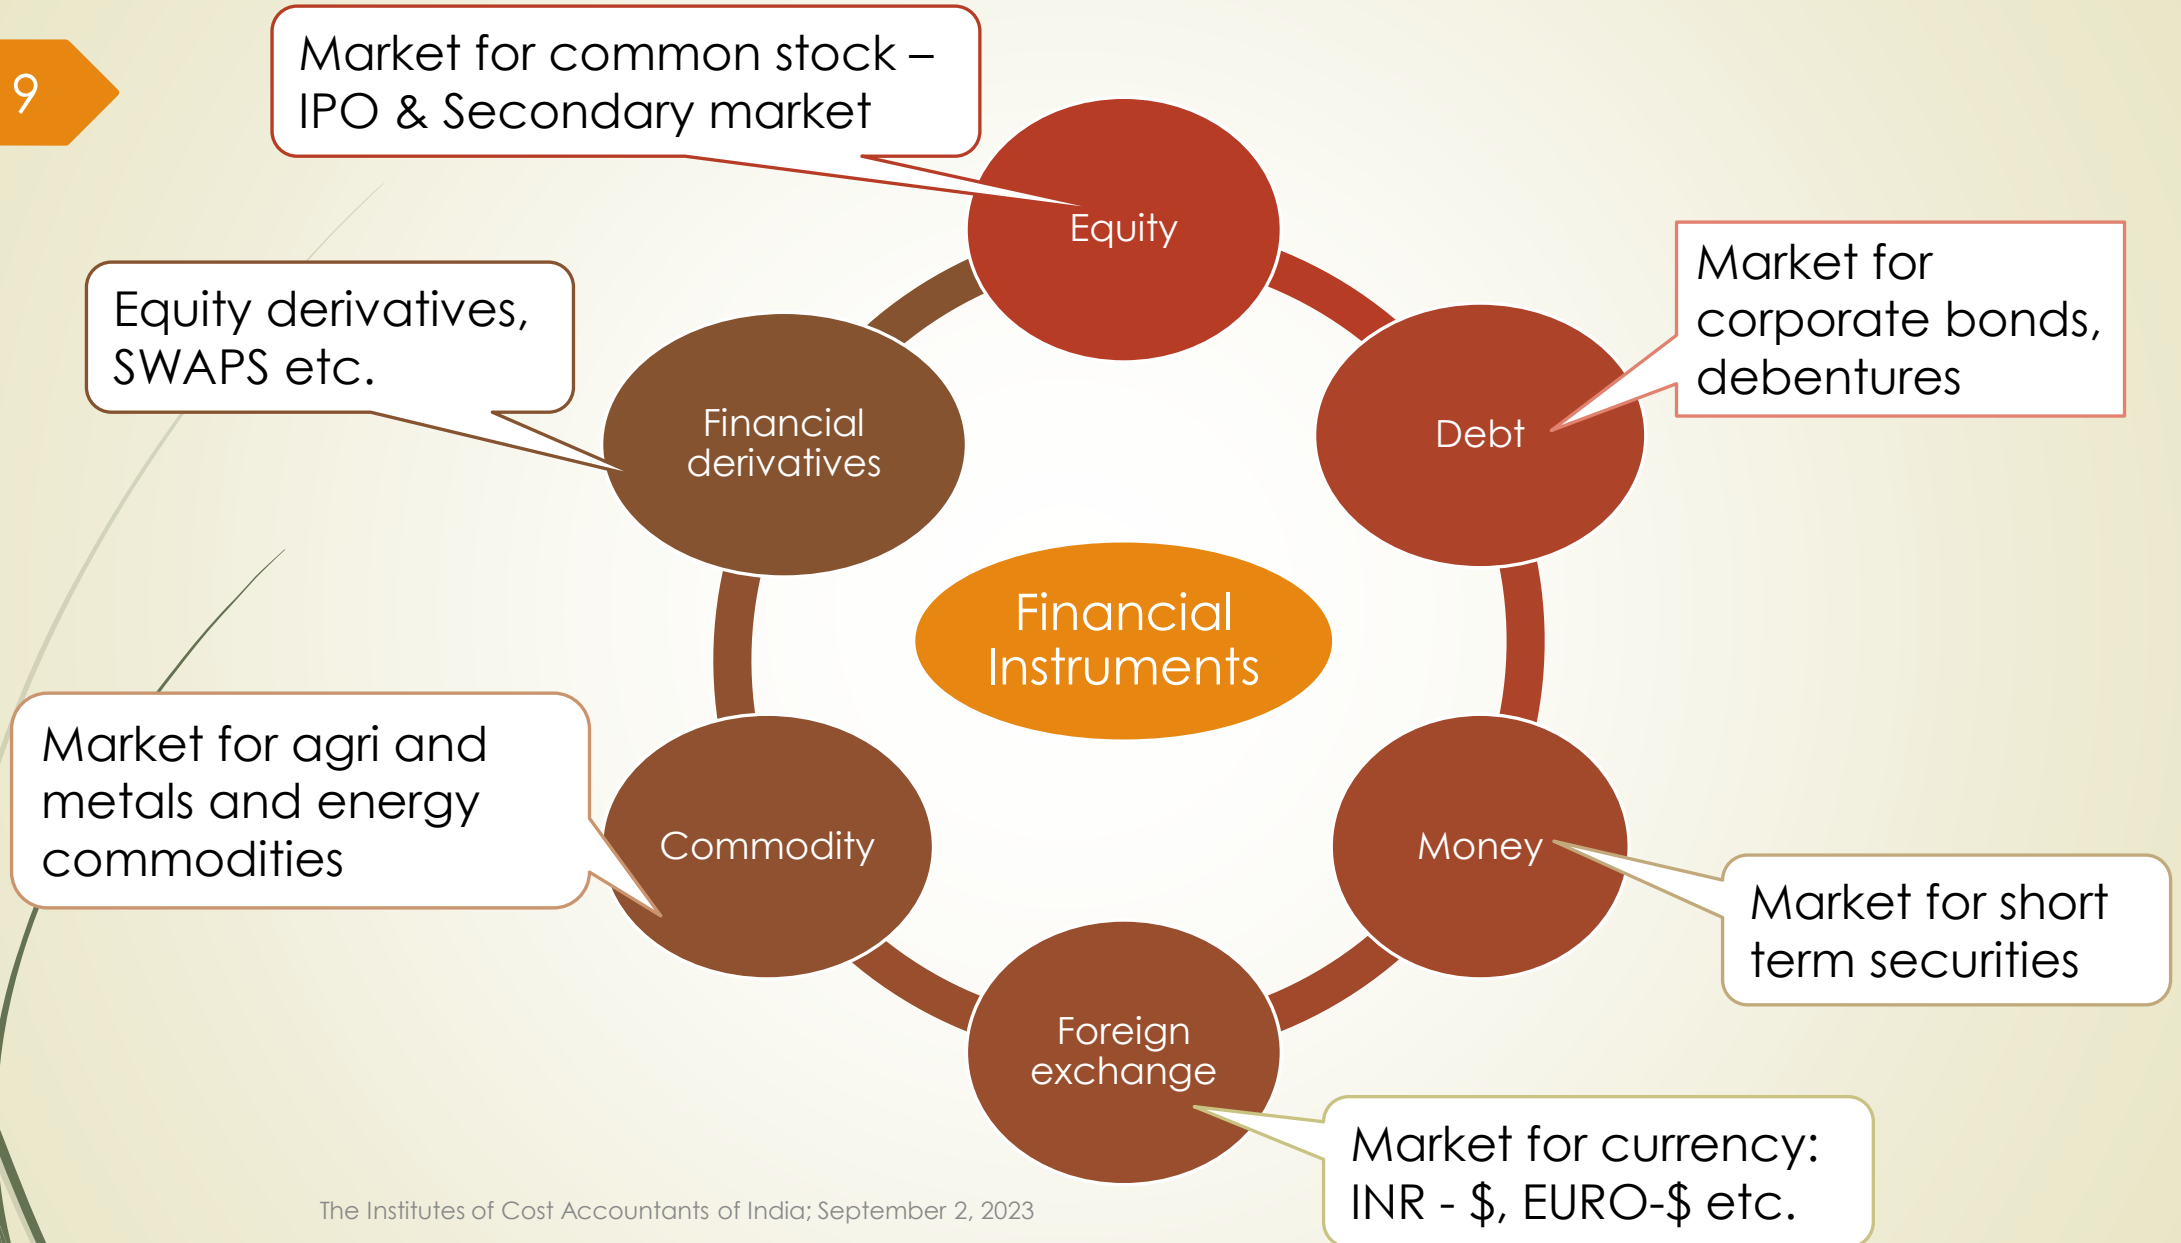 9
Market for common stock –
IPO & Secondary market
Equity
Market for
corporate bonds,
debentures
Equity derivatives,
SWAPS etc.
Financial
derivatives
Debt
Financial
Instruments
Market for agri and
metals and energy
commodities
Commodity
Money
Market for short
term securities
Foreign
exchange
Market for currency:
INR - $, EURO-$ etc.
The Institutes of Cost Accountants of India; September 2, 2023